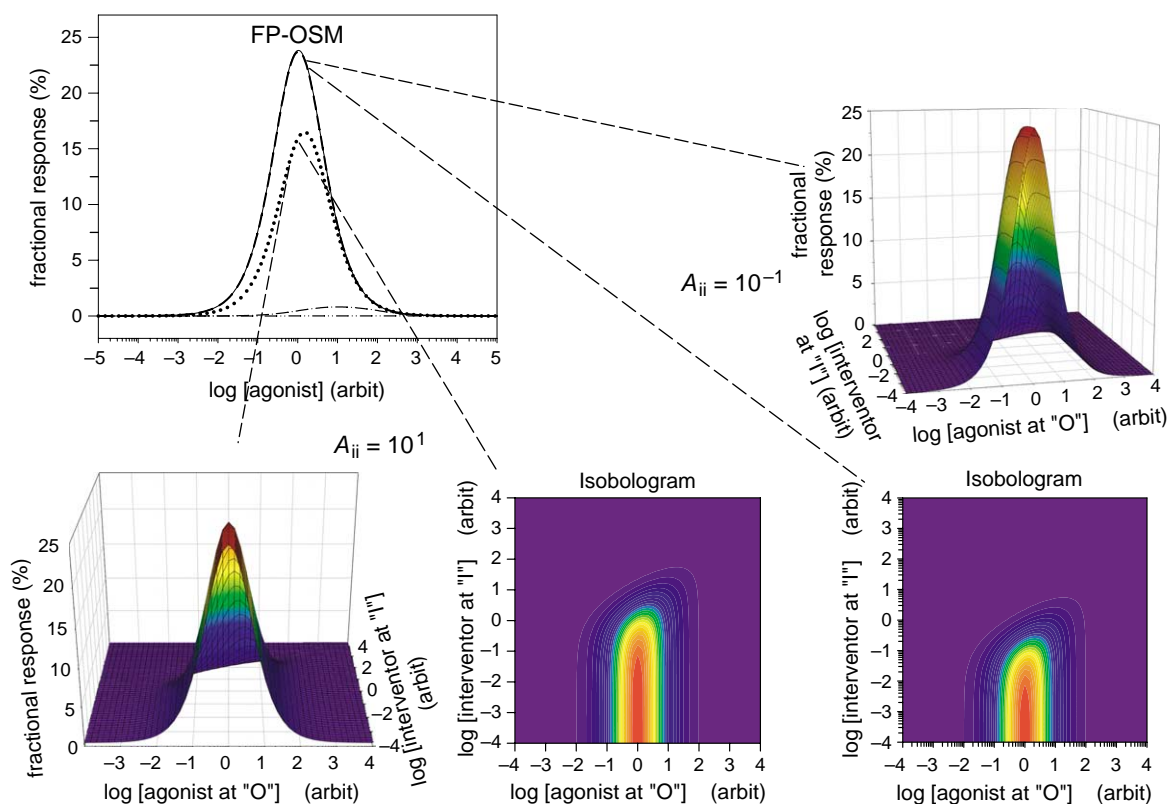 FP-OSM
fractional response (%)
25
20
15
10
5
0
–5 –4 –3 –2 –1 0 1 2 3 4 5
log [agonist] (arbit)
A_ii = 10^–1
fractional
response (%)
25
20
15
10
5
0
log [interventor
at "I"] (arbit)
4
2
0
–2
–4
–4 –3 –2 –1 0 1 2 3 4
log [agonist at "O"] (arbit)
A_ii = 10^1
fractional response (%)
25
20
15
10
5
0
–3 –2 –1 0 1 2 3 4
log [agonist at "O"] (arbit)
4
2
0
–2
–4
log [interventor at "I"]
(arbit)
Isobologram
log [interventor at "I"] (arbit)
4
3
2
1
0
–1
–2
–3
–4
–4 –3 –2 –1 0 1 2 3 4
log [agonist at "O"] (arbit)
Isobologram
log [interventor at "I"] (arbit)
4
3
2
1
0
–1
–2
–3
–4
–4 –3 –2 –1 0 1 2 3 4
log [agonist at "O"] (arbit)